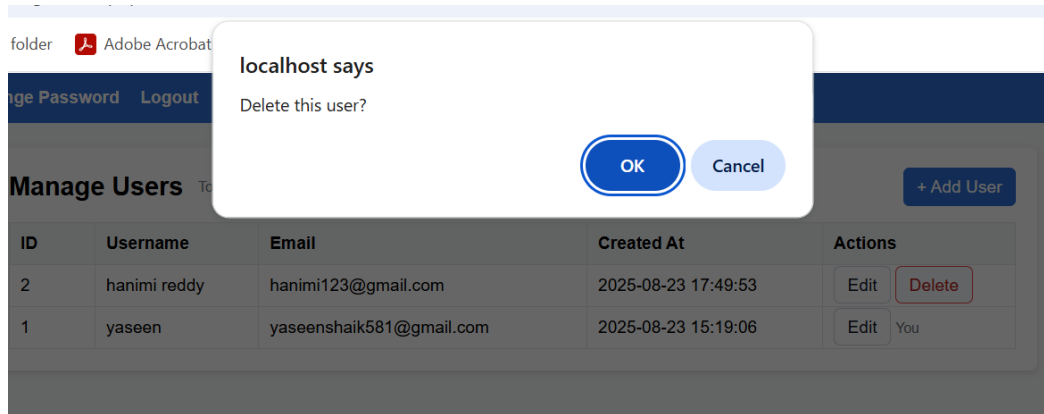 folder Adobe Acrobat
localhost says
Delete this user?
OK Cancel
Password Logout
Manage Users
+ Add User
ID Username Email Created At Actions
2 hanimi reddy hanimi123@gmail.com 2025-08-23 17:49:53 Edit Delete
1 yaseen yaseenshaik581@gmail.com 2025-08-23 15:19:06 Edit You